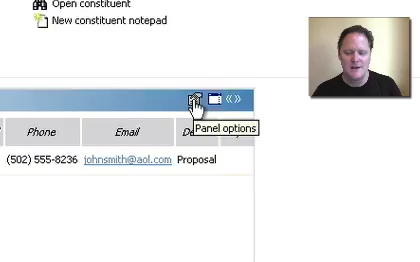 Open constituent
New constituent notepad
Panel options
Phone Email
(502) 555-8236 johnsmith@aol.com Proposal